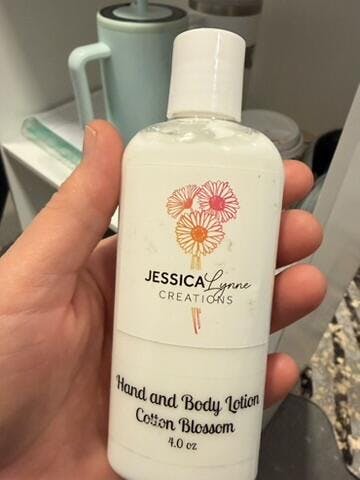 JESSICA Lynne
CREATIONS
Hand and Body Lotion
Cotton Blossom
4.0 oz